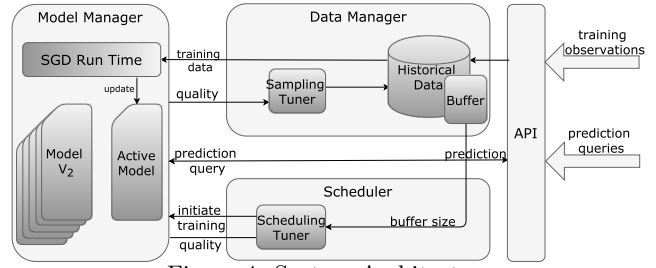 Model Manager
Data Manager
SGD Run Time
training
data
Historical
Data
training
observations
update
quality
Sampling
Tuner
Buffer
API
Model
V2
Active
Model
prediction
query
prediction
prediction
queries
Scheduler
initiate
training
quality
Scheduling
Tuner
buffer size